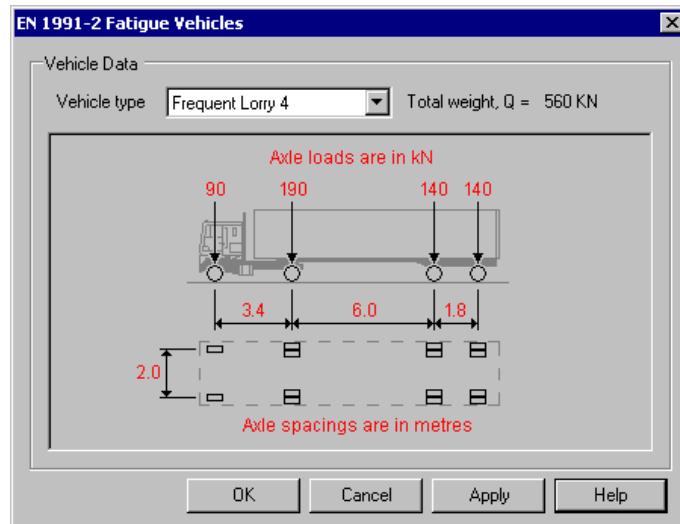 EN 1991-2 Fatigue Vehicles
Vehicle Data
Vehicle type Frequent Lorry 4 Total weight, Q = 560 KN
Axle loads are in kN
90 190 140 140
3.4 6.0 1.8
2.0
Axle spacings are in metres
OK Cancel Apply Help